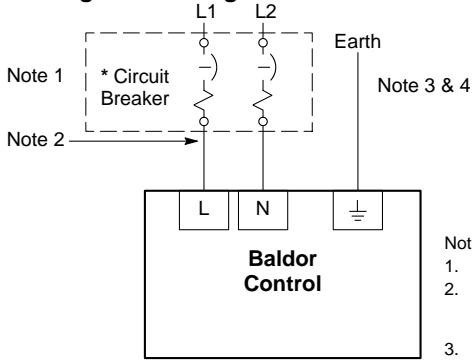 L1 L2
Earth
Note 1
* Circuit
Breaker
Note 3 & 4
Note 2
L N
Baldor
Control
Not
1.
2.
3.